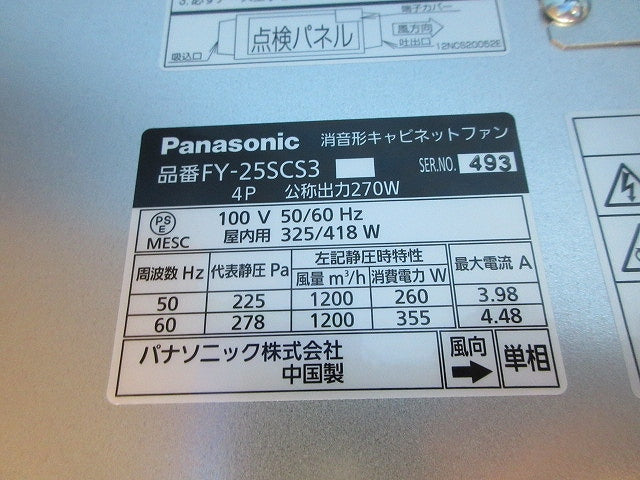 端子カバー
点検パネル
風方向
吸込口
吐出口
12NCS20052E
Panasonic 消音形キャビネットファン
品番FY-25SCS3 SER.NO. 493
4P 公称出力270W
PS E 100 V 50/60 Hz
MESC 屋内用 325/418 W
周波数 Hz 代表静圧 Pa 左記静圧時特性 最大電流 A
風量 m³/h 消費電力 W
50 225 1200 260 3.98
60 278 1200 355 4.48
パナソニック株式会社 風向 単相
中国製